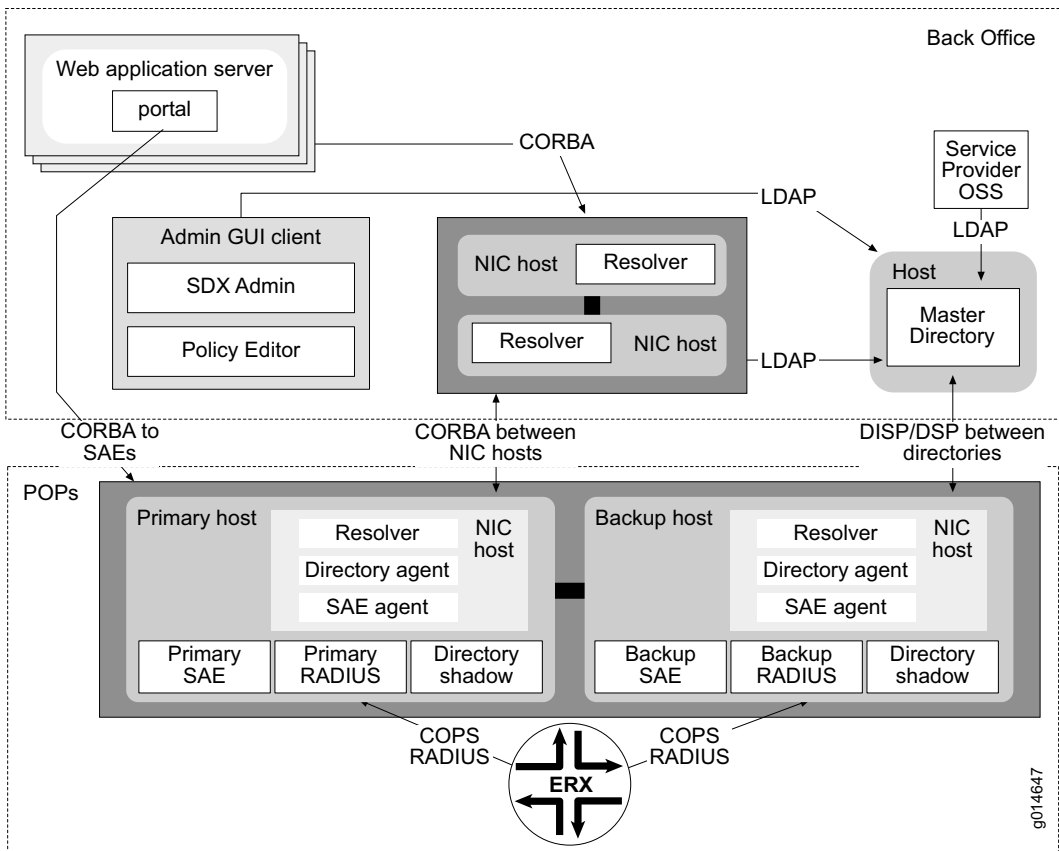 Back Office
Web application server
portal
CORBA
Service
Provider
OSS
LDAP
LDAP
Admin GUI client
SDX Admin
Policy Editor
NIC host
Resolver
Resolver
NIC host
LDAP
Host
Master
Directory
CORBA to
SAEs
CORBA between
NIC hosts
DISP/DSP between
directories
POPs
Primary host
Resolver
Directory agent
SAE agent
NIC
host
Primary
SAE
Primary
RADIUS
Directory
shadow
Backup host
Resolver
Directory agent
SAE agent
NIC
host
Backup
SAE
Backup
RADIUS
Directory
shadow
COPS
RADIUS
COPS
RADIUS
ERX
g014647